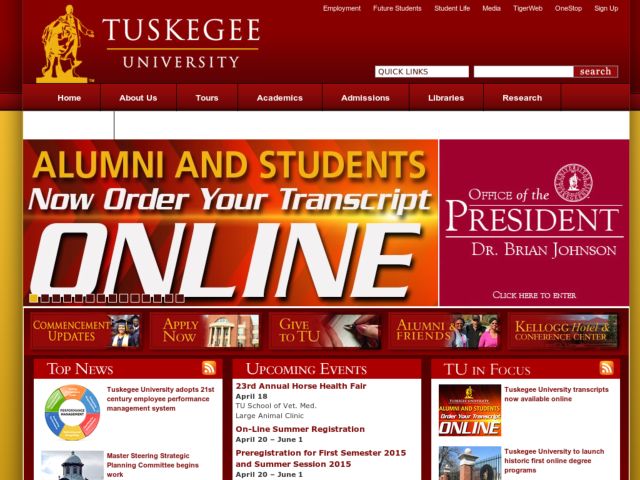 Employment Future Students Student Life Media TigerWeb OneStop Sign Up
TUSKEGEE
UNIVERSITY
TM
QUICK LINKS search
Home About Us Tours Academics Admissions Libraries Research
ALUMNI AND STUDENTS
Now Order Your Transcript
ONLINE
OFFICE of the
PRESIDENT
DR. BRIAN JOHNSON
CLICK HERE TO ENTER
COMMENCEMENT
UPDATES
APPLY
NOW
GIVE
TO TU
ALUMNI &
FRIENDS
KELLOGG Hotel &
CONFERENCE CENTER
TOP NEWS
Tuskegee University adopts 21st
century employee performance
management system
PERFORMANCE
MANAGEMENT
Master Steering Strategic
Planning Committee begins
work
UPCOMING EVENTS
23rd Annual Horse Health Fair
April 18
TU School of Vet. Med.
Large Animal Clinic
On-Line Summer Registration
April 20 – June 1
Preregistration for First Semester 2015
and Summer Session 2015
April 20 – June 1
TU IN FOCUS
TUSKEGEE UNIVERSITY
ALUMNI AND STUDENTS
Now Order Your Transcript
ONLINE
Tuskegee University transcripts
now available online
Tuskegee University to launch
historic first online degree
programs